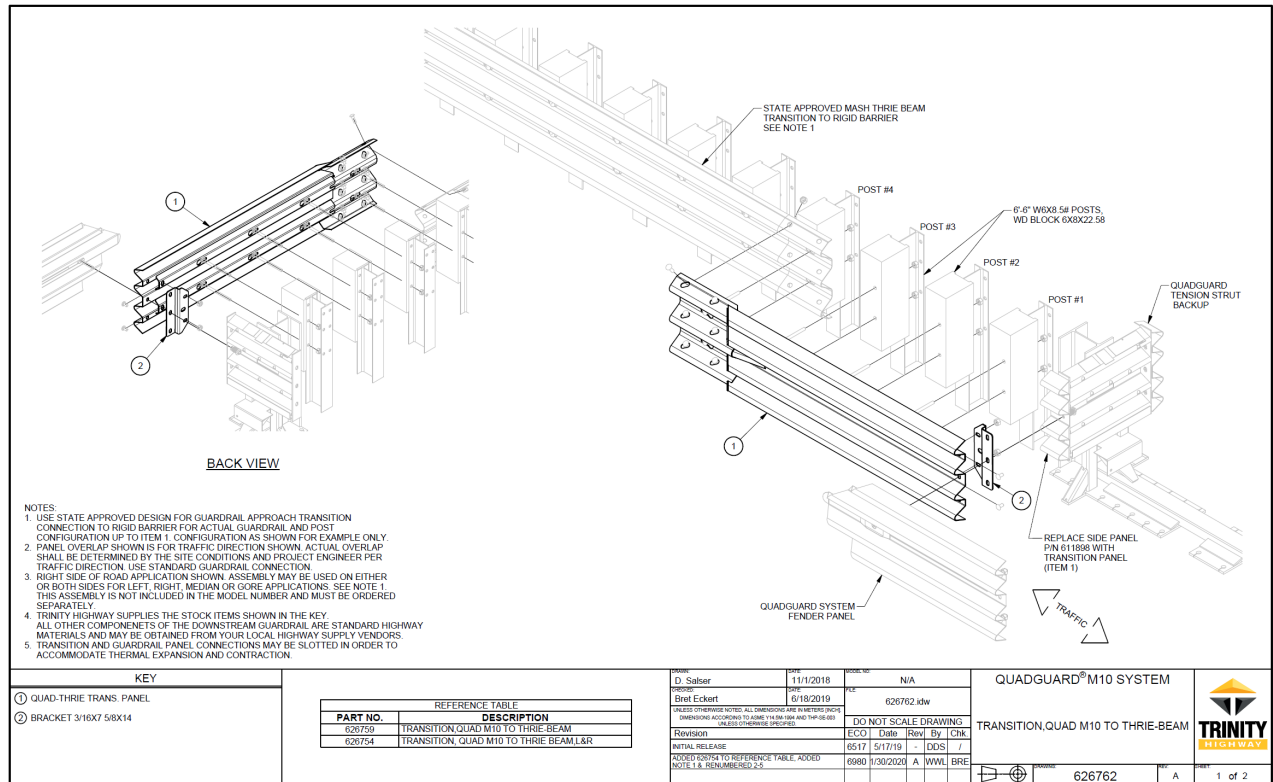 STATE APPROVED MASH THRIE BEAM
TRANSITION TO RIGID BARRIER
SEE NOTE 1
POST #4
6'-6" W6X8.5# POSTS,
WD BLOCK 6X8X22.58
POST #3
POST #2
POST #1
QUADGUARD
TENSION STRUT
BACKUP
1
2
BACK VIEW
1
2
REPLACE SIDE PANEL
P/N 611898 WITH
TRANSITION PANEL
(ITEM 1)
QUADGUARD SYSTEM
FENDER PANEL
TRAFFIC
NOTES:
1. USE STATE APPROVED DESIGN FOR GUARDRAIL APPROACH TRANSITION
CONNECTION TO RIGID BARRIER FOR ACTUAL GUARDRAIL AND POST
CONFIGURATION UP TO ITEM 1. CONFIGURATION AS SHOWN FOR EXAMPLE ONLY.
2. PANEL OVERLAP SHOWN IS FOR TRAFFIC DIRECTION SHOWN. ACTUAL OVERLAP
SHALL BE DETERMINED BY THE SITE CONDITIONS AND PROJECT ENGINEER PER
TRAFFIC DIRECTION. USE STANDARD GUARDRAIL CONNECTION.
3. RIGHT SIDE OF ROAD APPLICATION SHOWN. ASSEMBLY MAY BE USED ON EITHER
OR BOTH SIDES FOR LEFT, RIGHT, MEDIAN OR GORE APPLICATIONS. SEE NOTE 1.
THIS ASSEMBLY IS NOT INCLUDED IN THE MODEL NUMBER AND MUST BE ORDERED
SEPARATELY.
4. TRINITY HIGHWAY SUPPLIES THE STOCK ITEMS SHOWN IN THE KEY.
ALL OTHER COMPONENETS OF THE DOWNSTREAM GUARDRAIL ARE STANDARD HIGHWAY
MATERIALS AND MAY BE OBTAINED FROM YOUR LOCAL HIGHWAY SUPPLY VENDORS.
5. TRANSITION AND GUARDRAIL PANEL CONNECTIONS MAY BE SLOTTED IN ORDER TO
ACCOMMODATE THERMAL EXPANSION AND CONTRACTION.
KEY
1 QUAD-THRIE TRANS. PANEL
2 BRACKET 3/16X7 5/8X14
REFERENCE TABLE
PART NO. DESCRIPTION
626759 TRANSITION,QUAD M10 TO THRIE-BEAM
626754 TRANSITION, QUAD M10 TO THRIE BEAM,L&R
DRAWN: D. Salser DATE: 11/1/2018 MODEL NO. N/A
CHECKED: Bret Eckert DATE: 6/18/2019 FILE: 626762.idw
UNLESS OTHERWISE NOTED, ALL DIMENSIONS ARE IN METERS [INCH].
DIMENSIONS ACCORDING TO ASME Y14.5M-1994 AND THP-SE-003
UNLESS OTHERWISE SPECIFIED.
DO NOT SCALE DRAWING
Revision ECO Date Rev By Chk.
INITIAL RELEASE 6517 5/17/19 - DDS /
ADDED 626754 TO REFERENCE TABLE, ADDED
NOTE 1 & RENUMBERED 2-5 6980 1/30/2020 A WWL BRE
QUADGUARD® M10 SYSTEM
TRANSITION,QUAD M10 TO THRIE-BEAM
TRINITY
HIGHWAY
DRAWING: 626762
REV. A
SHEET: 1 of 2